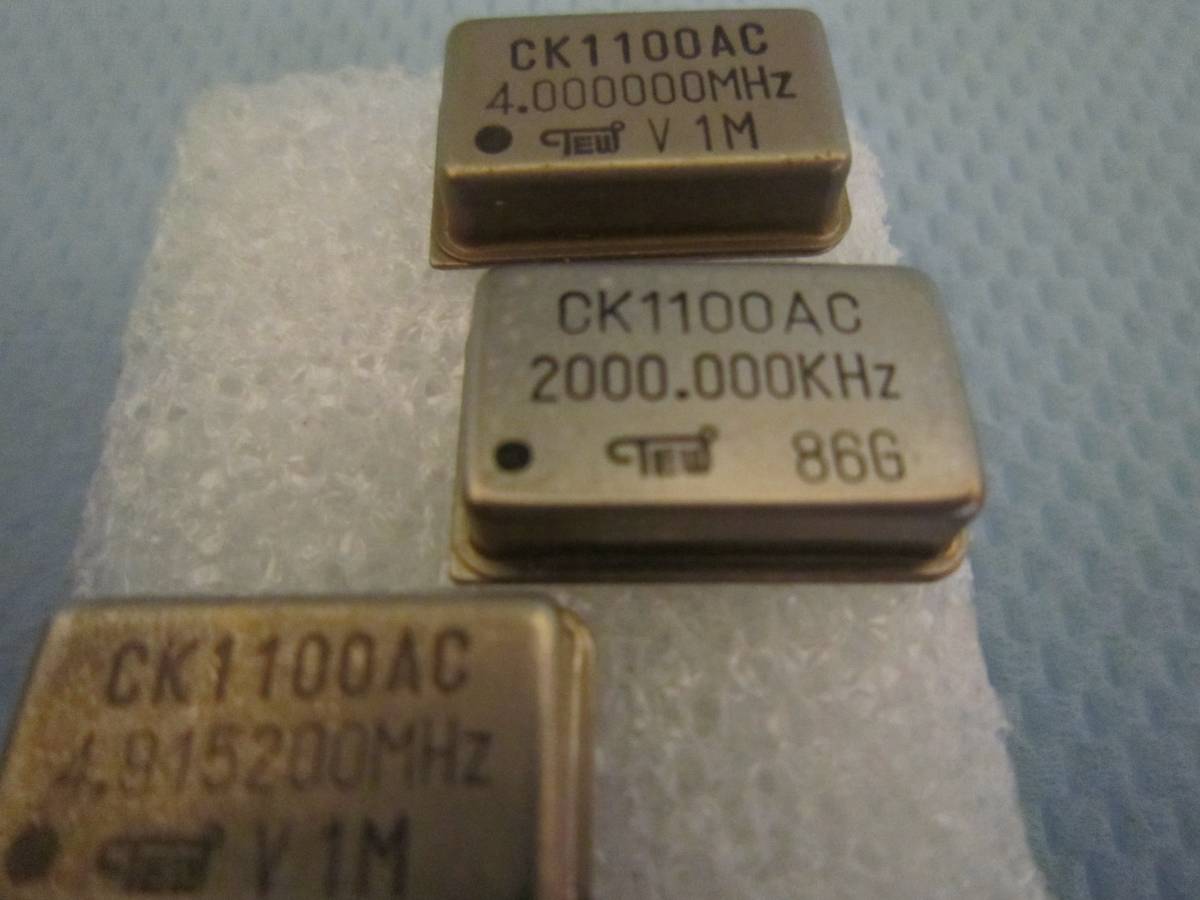 CK1100AC
4.000000MHz
TEW V 1M
CK1100AC
2000.000KHz
TEW 86G
CK1100AC
4.915200MHz
TEW V 1M